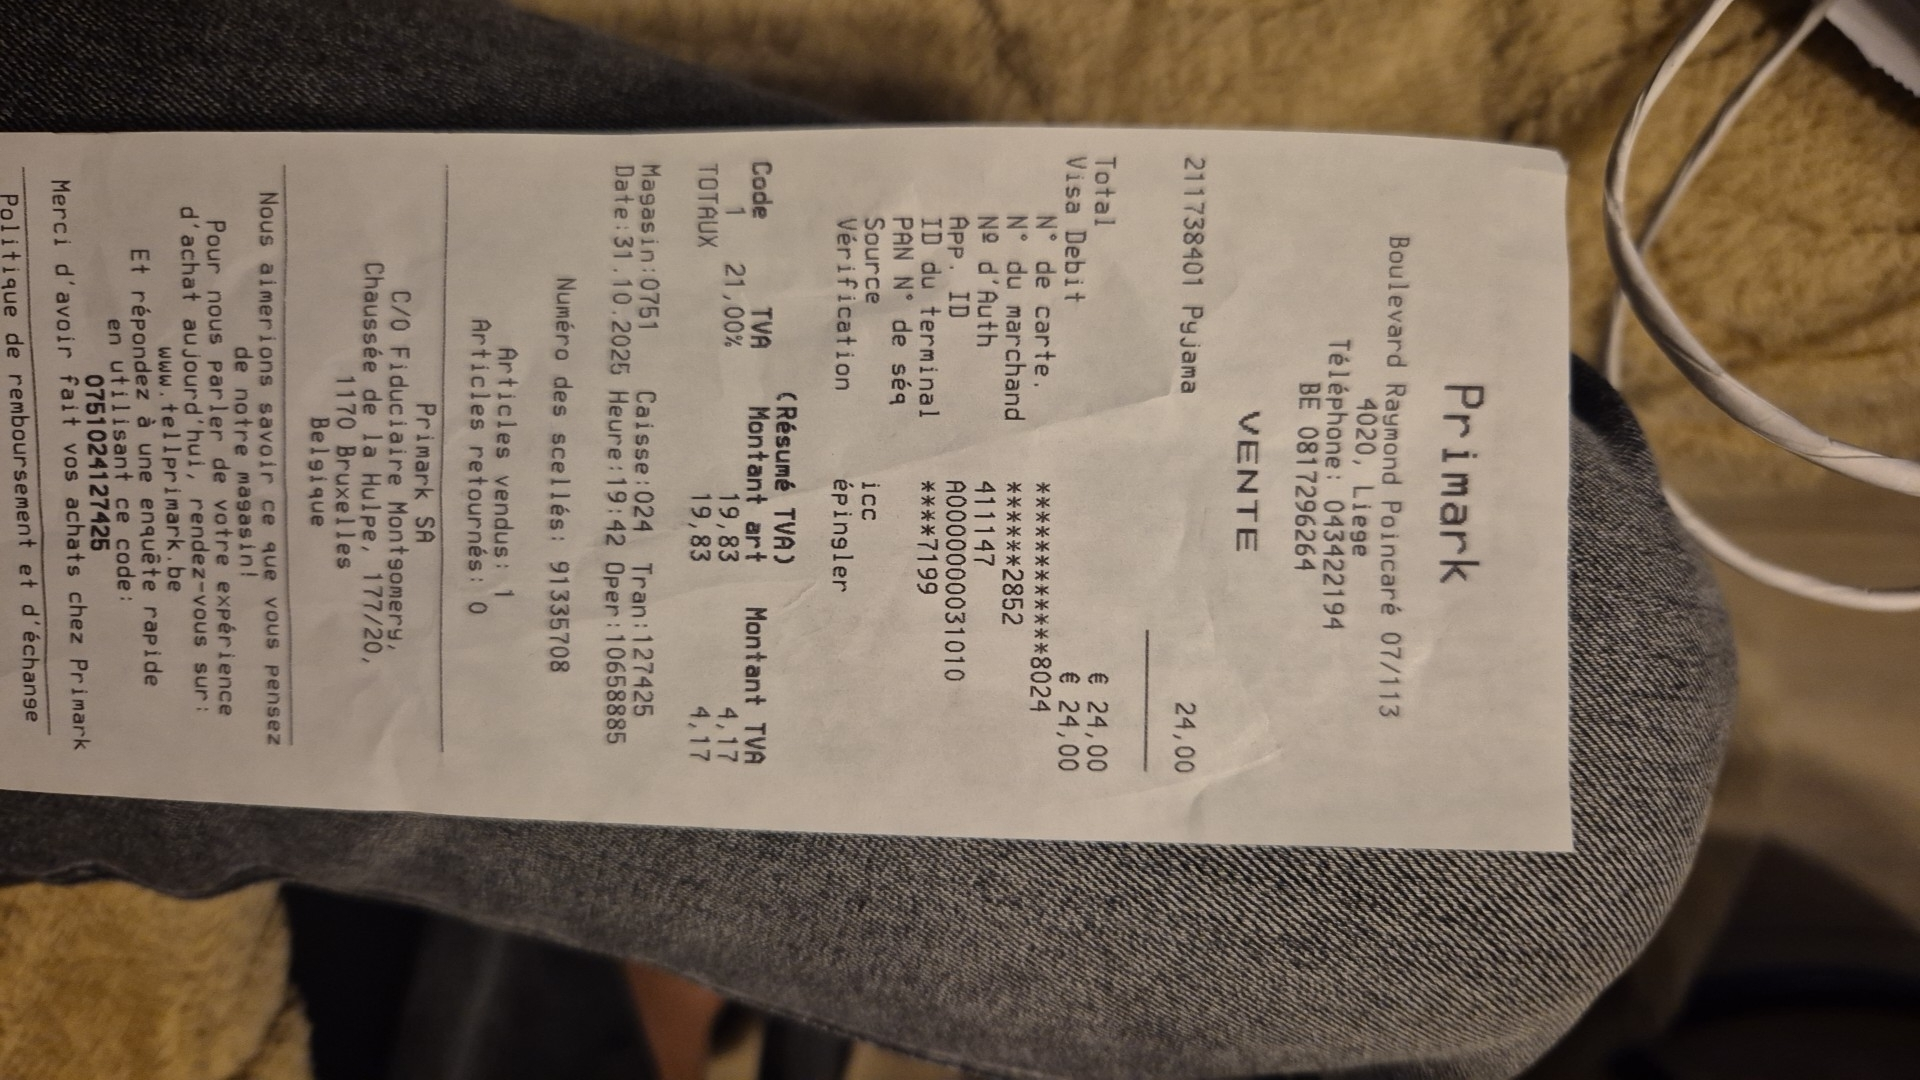 Primark
Boulevard Raymond Poincaré 07/113
4020, Liege
Téléphone: 043422194
BE 0817296264
VENTE
211738401 Pyjama 24,00
Total € 24,00
Visa Debit € 24,00
N° de carte. ***************8024
N° du marchand ******2852
Nº d'Auth 411147
App. ID A0000000031010
ID du terminal ****7199
PAN N° de séq
Source icc
Vérification épingler
(Résumé TVA)
Code TVA Montant art Montant TVA
1 21,00% 19,83 4,17
TOTAUX 19,83 4,17
Magasin:0751 Caisse:024 Tran:127425
Date:31.10.2025 Heure:19:42 Oper:10658885
Numéro des scellés: 91335708
Articles vendus: 1
Articles retournés: 0
Primark SA
C/O Fiduciaire Montgomery,
Chaussée de la Hulpe, 177/20,
1170 Bruxelles
Belgique
Nous aimerions savoir ce que vous pensez
de notre magasin!
Pour nous parler de votre expérience
d'achat aujourd'hui, rendez-vous sur:
www.tellprimark.be
Et répondez à une enquête rapide
en utilisant ce code:
075102412‌7425
Merci d'avoir fait vos achats chez Primark
Politique de remboursement et d'échange